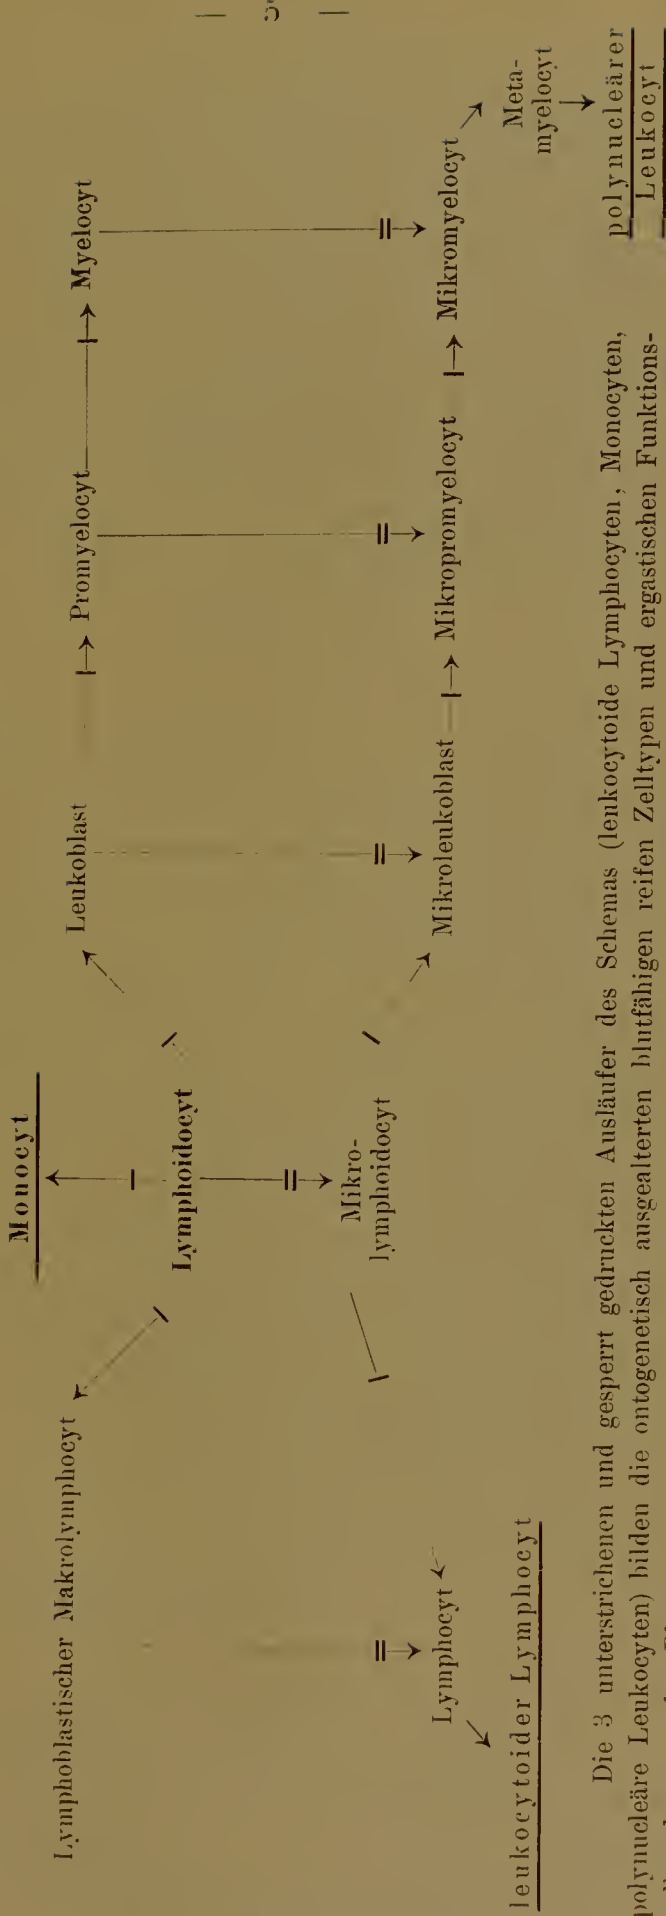 — 5 —
Monocyt
Lymphoblastischer Makrolymphocyt
Leukoblast
Promyelocyt
Myelocyt
Lymphoidocyt
Mikro-
lymphoidocyt
Lymphocyt
Mikroleukoblast
Mikropromyelocyt
Mikromyelocyt
Meta-
myelocyt
leukocytoider Lymphocyt
polynucleärer
Leukocyt
Die 3 unterstrichenen und gesperrt gedruckten Ausläufer des Schemas (leukocytoide Lymphocyten, Monocyten,
polynucleäre Leukocyten) bilden die ontogenetisch ausgealterten blutfähigen reifen Zelltypen und ergastischen Funktions-